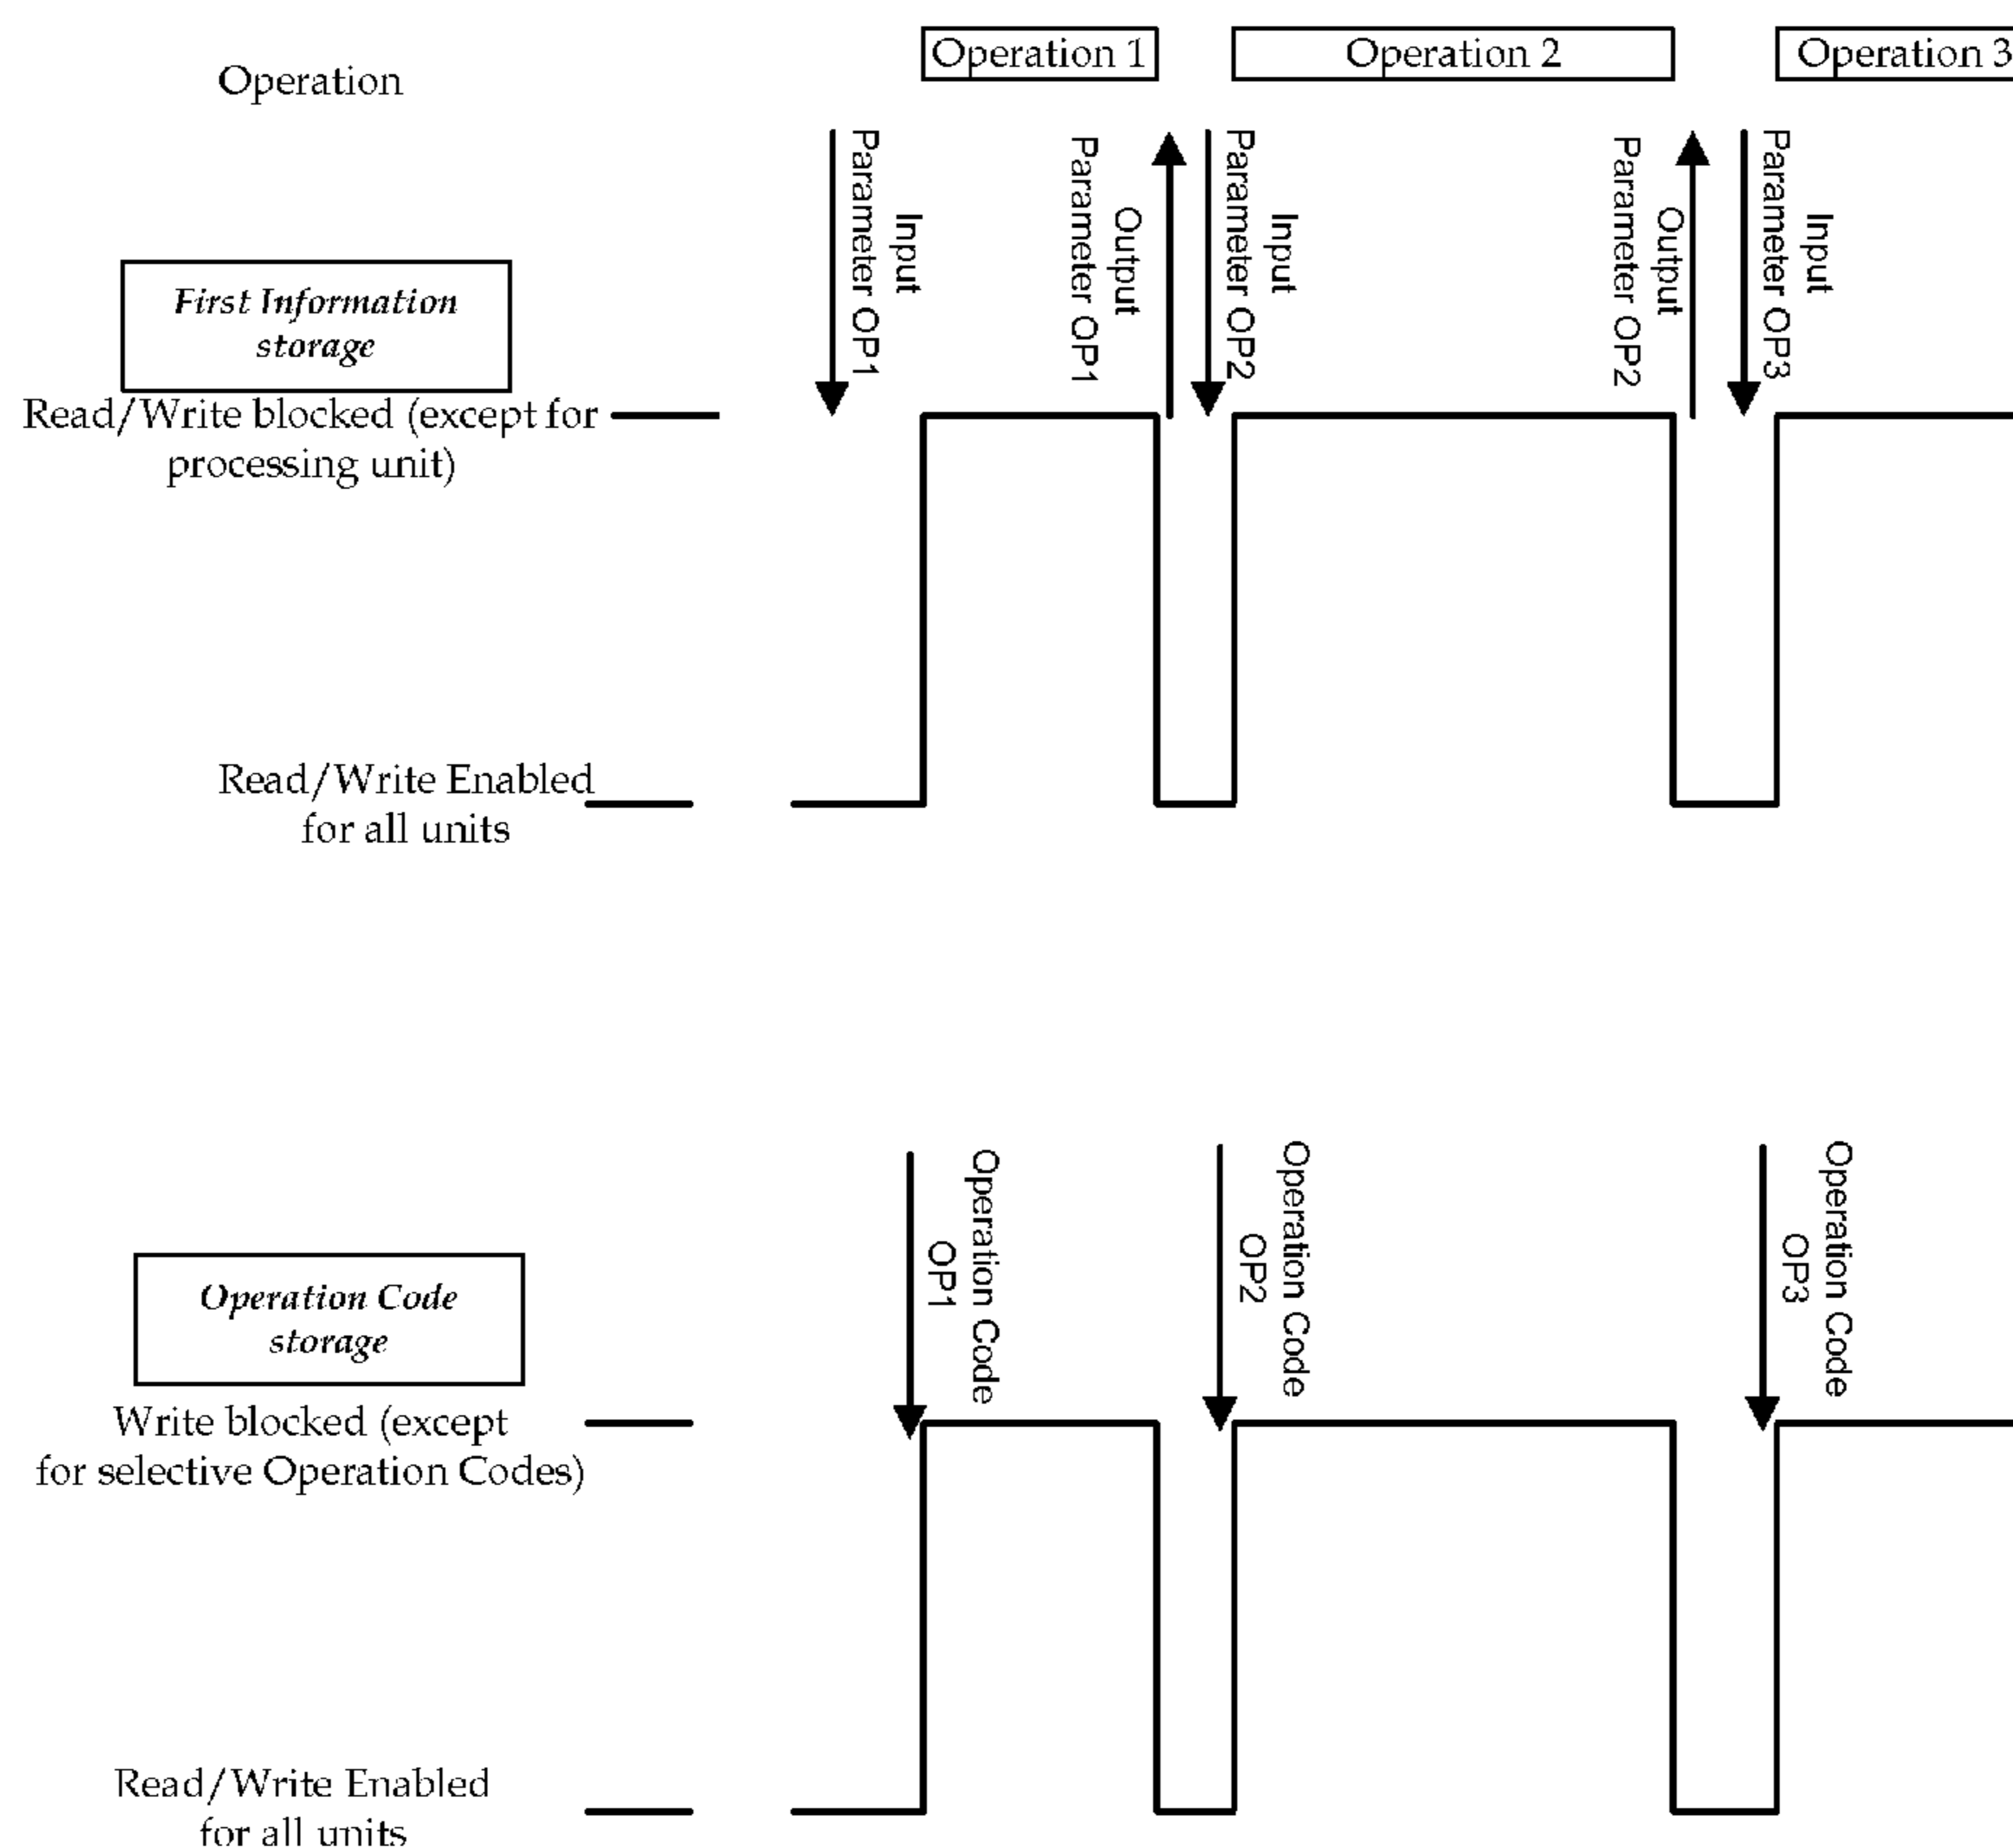 Operation
Operation 1
Operation 2
Operation 3
Input
Parameter OP1
Output
Parameter OP1
Input
Parameter OP2
Output
Parameter OP2
Input
Parameter OP3
First Information
storage
Read/Write blocked (except for
processing unit)
Read/Write Enabled
for all units
Operation Code
OP1
Operation Code
OP2
Operation Code
OP3
Operation Code
storage
Write blocked (except
for selective Operation Codes)
Read/Write Enabled
for all units